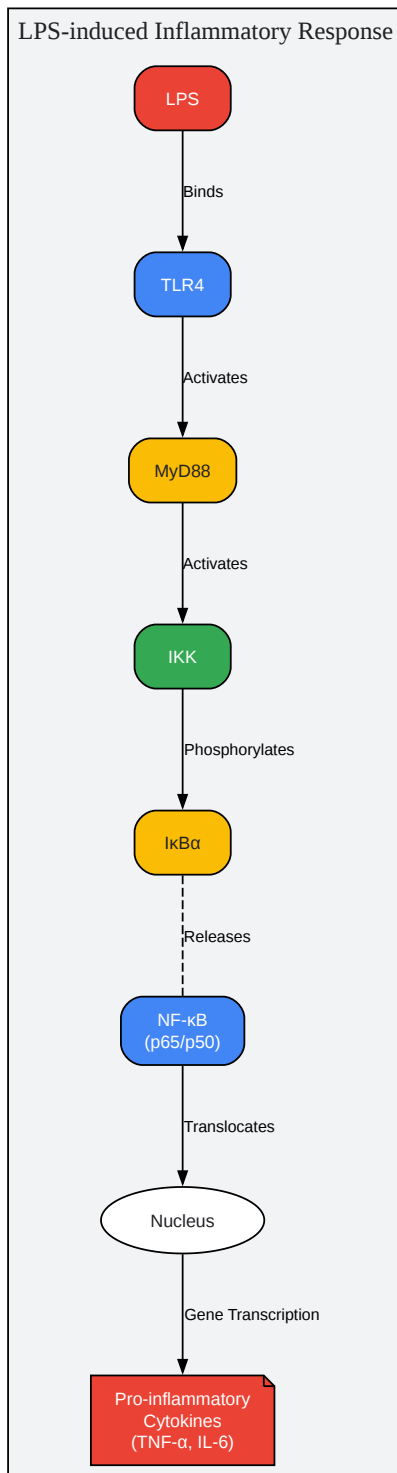 LPS-induced Inflammatory Response
LPS
Binds
TLR4
Activates
MyD88
Activates
IKK
Phosphorylates
IκBα
Releases
NF-κB
(p65/p50)
Translocates
Nucleus
Gene Transcription
Pro-inflammatory
Cytokines
(TNF-α, IL-6)